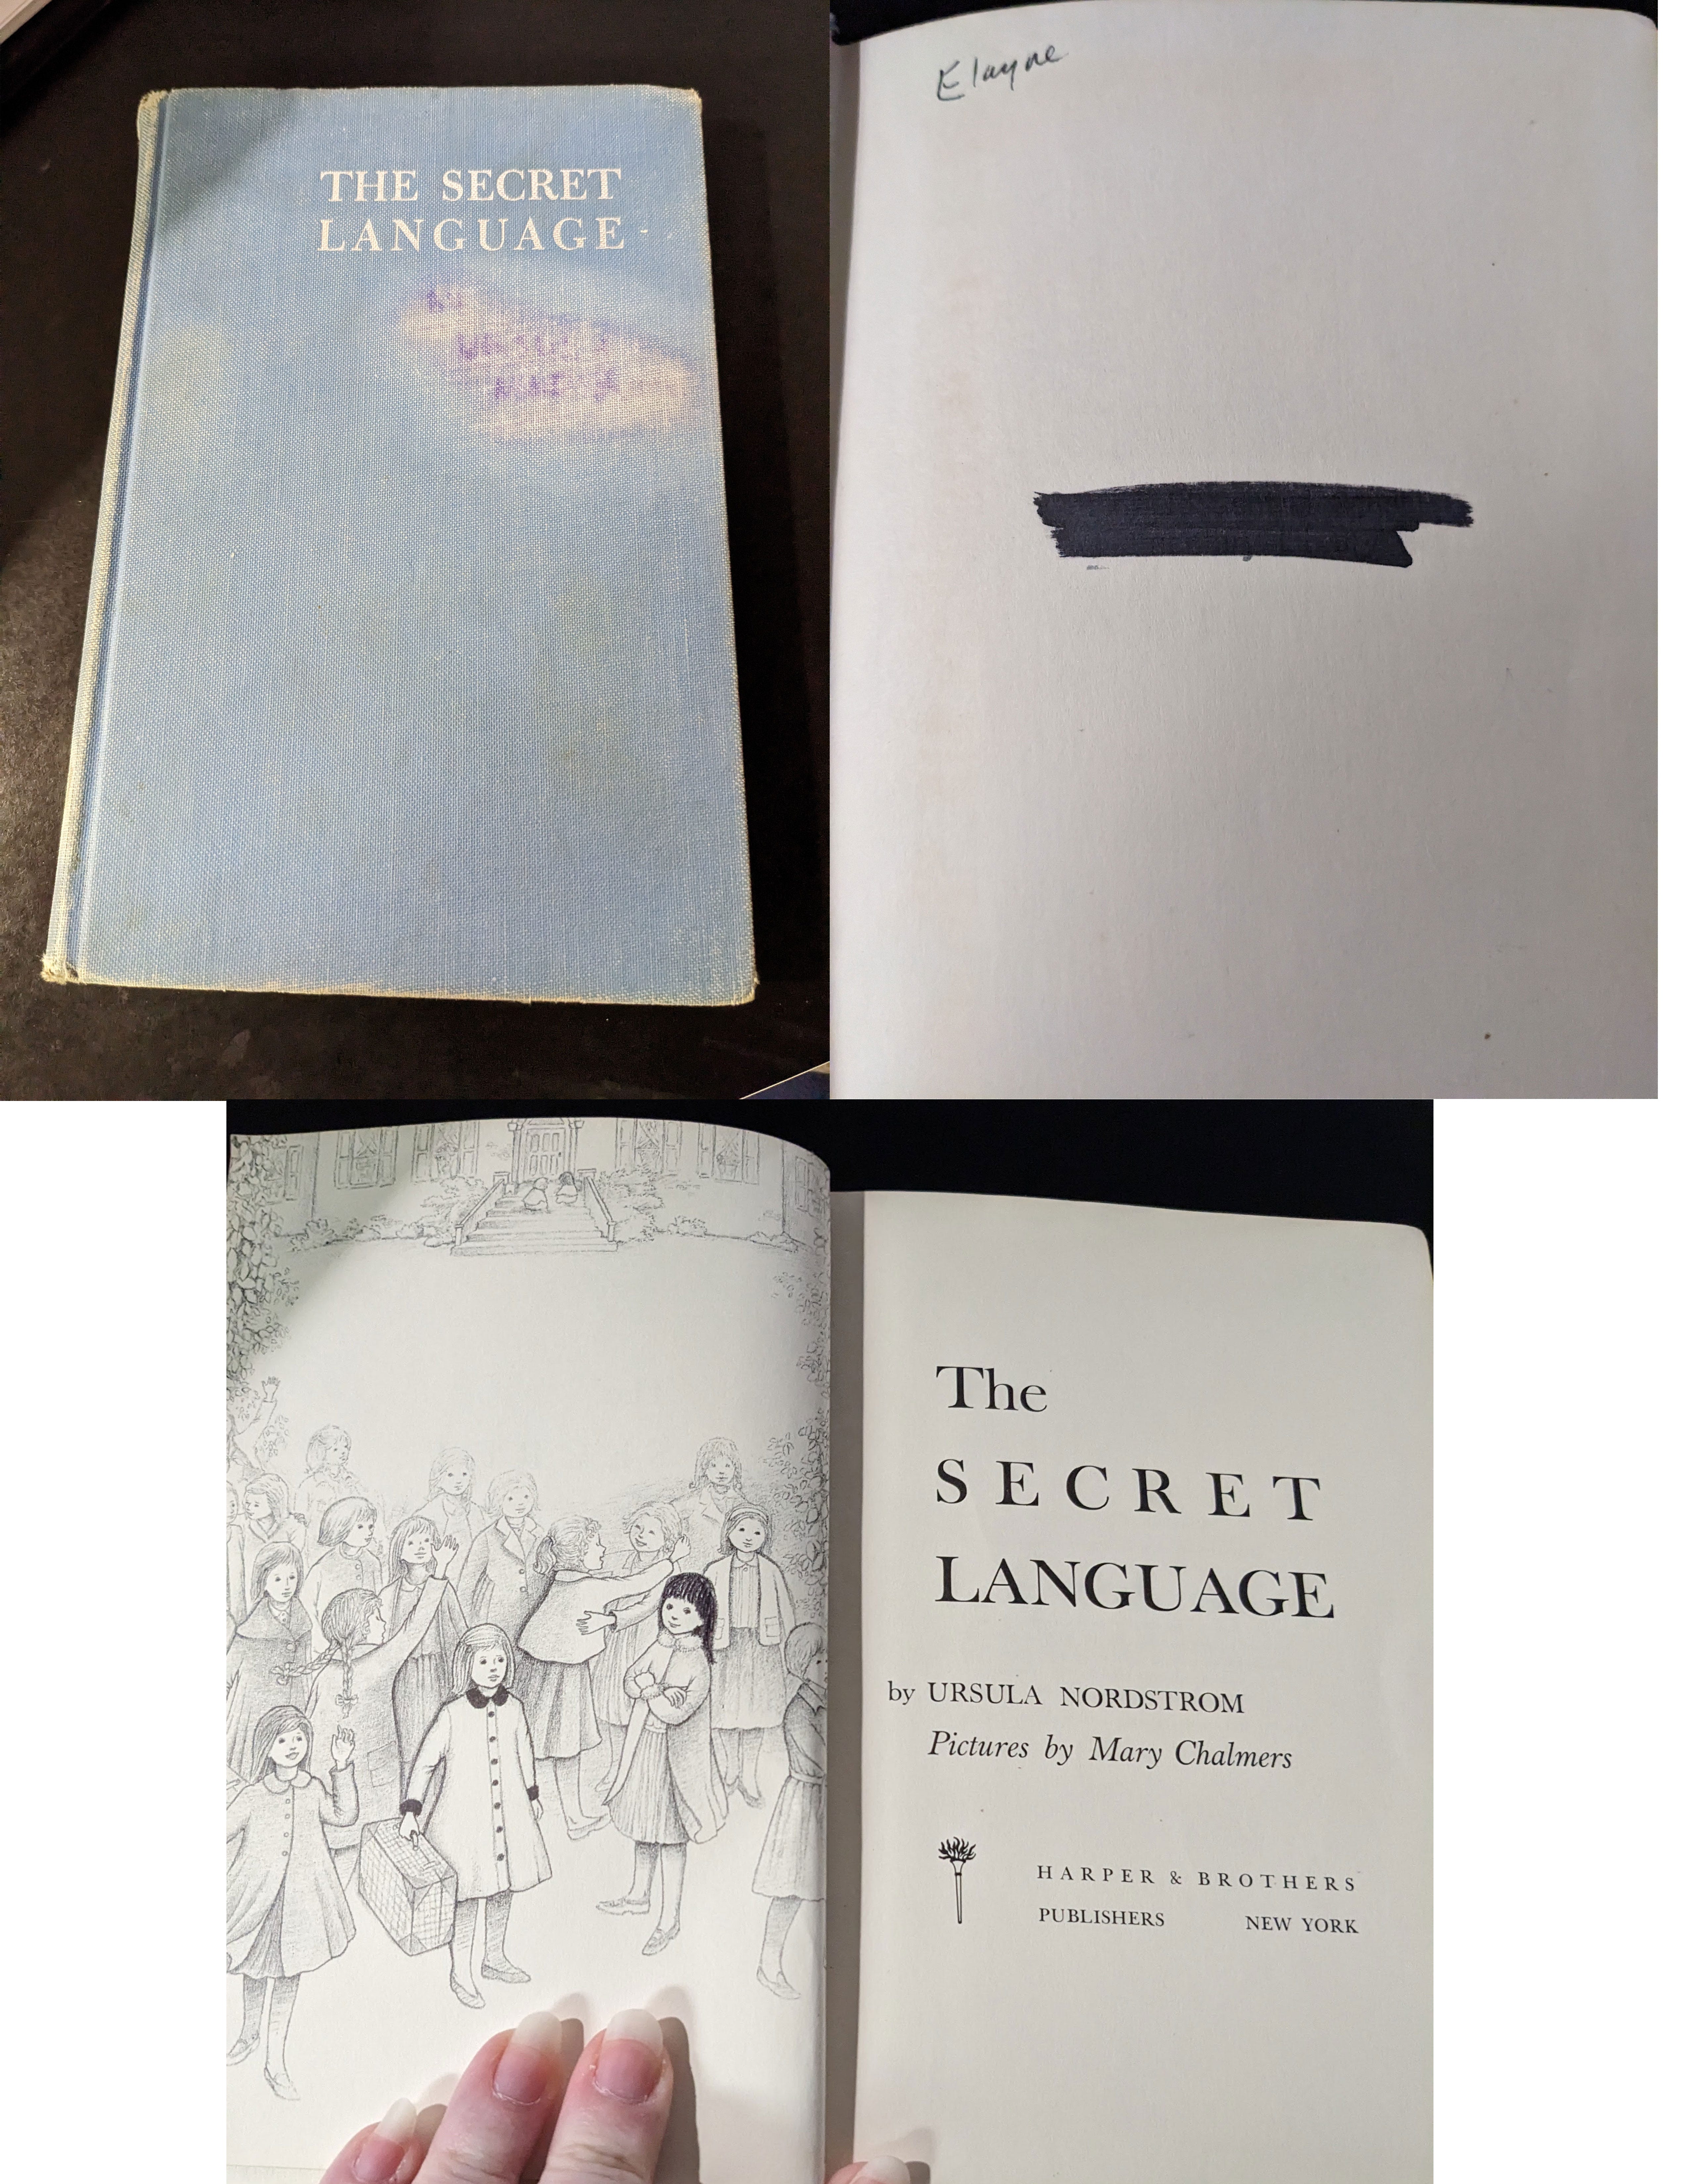 THE SECRET
LANGUAGE
Elayne
The
SECRET
LANGUAGE
by URSULA NORDSTROM
Pictures by Mary Chalmers
HARPER & BROTHERS
PUBLISHERS NEW YORK